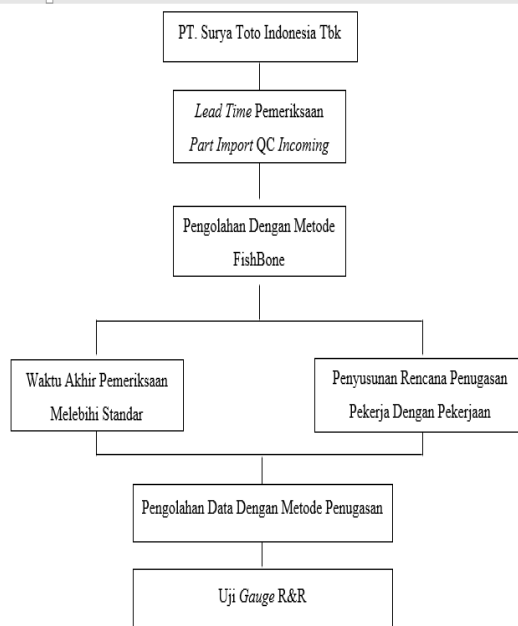 PT. Surya Toto Indonesia Tbk
Lead Time Pemeriksaan
Part Import QC Incoming
Pengolahan Dengan Metode
FishBone
Waktu Akhir Pemeriksaan
Melebihi Standar
Penyusunan Rencana Penugasan
Pekerja Dengan Pekerjaan
Pengolahan Data Dengan Metode Penugasan
Uji Gauge R&R